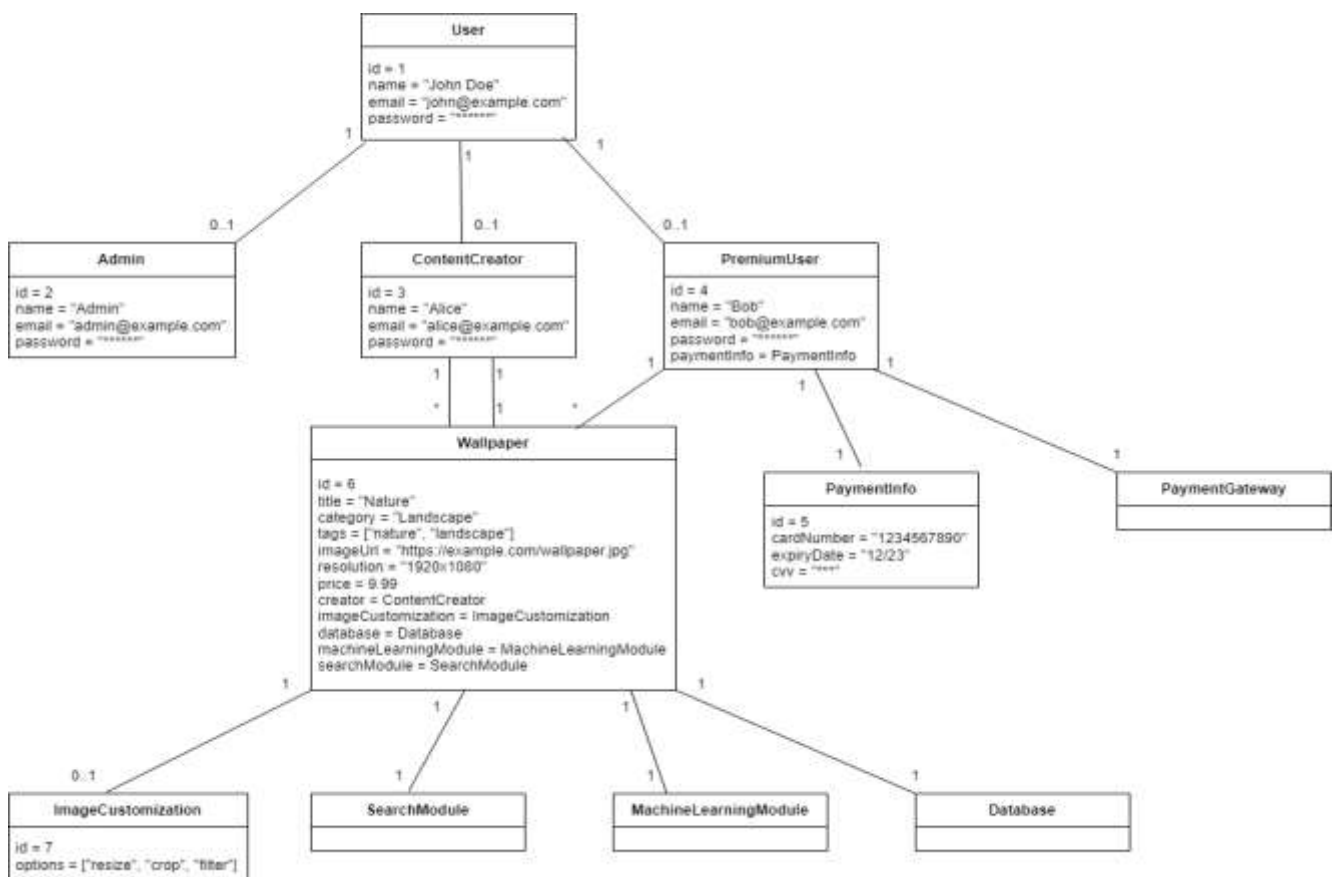 User
id = 1
name = "John Doe"
email = "john@example.com"
password = "******"
1
1
1
0..1
0..1
0..1
Admin
id = 2
name = "Admin"
email = "admin@example.com"
password = "******"
ContentCreator
id = 3
name = "Alice"
email = "alice@example.com"
password = "******"
PremiumUser
id = 4
name = "Bob"
email = "bob@example.com"
password = "******"
paymentInfo = PaymentInfo
1
1
1
1
1
*
1
*
1
1
Wallpaper
id = 6
title = "Nature"
category = "Landscape"
tags = ["nature", "landscape"]
imageUrl = "https://example.com/wallpaper.jpg"
resolution = "1920x1080"
price = 9.99
creator = ContentCreator
imageCustomization = ImageCustomization
database = Database
machineLearningModule = MachineLearningModule
searchModule = SearchModule
PaymentInfo
id = 5
cardNumber = "1234567890"
expiryDate = "12/23"
cvv = "***"
PaymentGateway
1
1
1
1
0..1
1
1
1
ImageCustomization
id = 7
options = ["resize", "crop", "filter"]
SearchModule
MachineLearningModule
Database